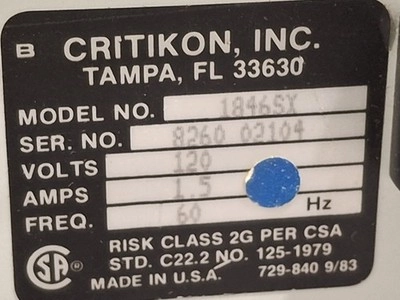 B CRITIKON, INC.
TAMPA, FL 33630
MODEL NO. 1846SX
SER. NO. 8260 02104
VOLTS 120
AMPS 1.5
FREQ. 60 Hz
SA RISK CLASS 2G PER CSA
STD. C22.2 NO. 125-1979
MADE IN U.S.A. 729-840 9/83